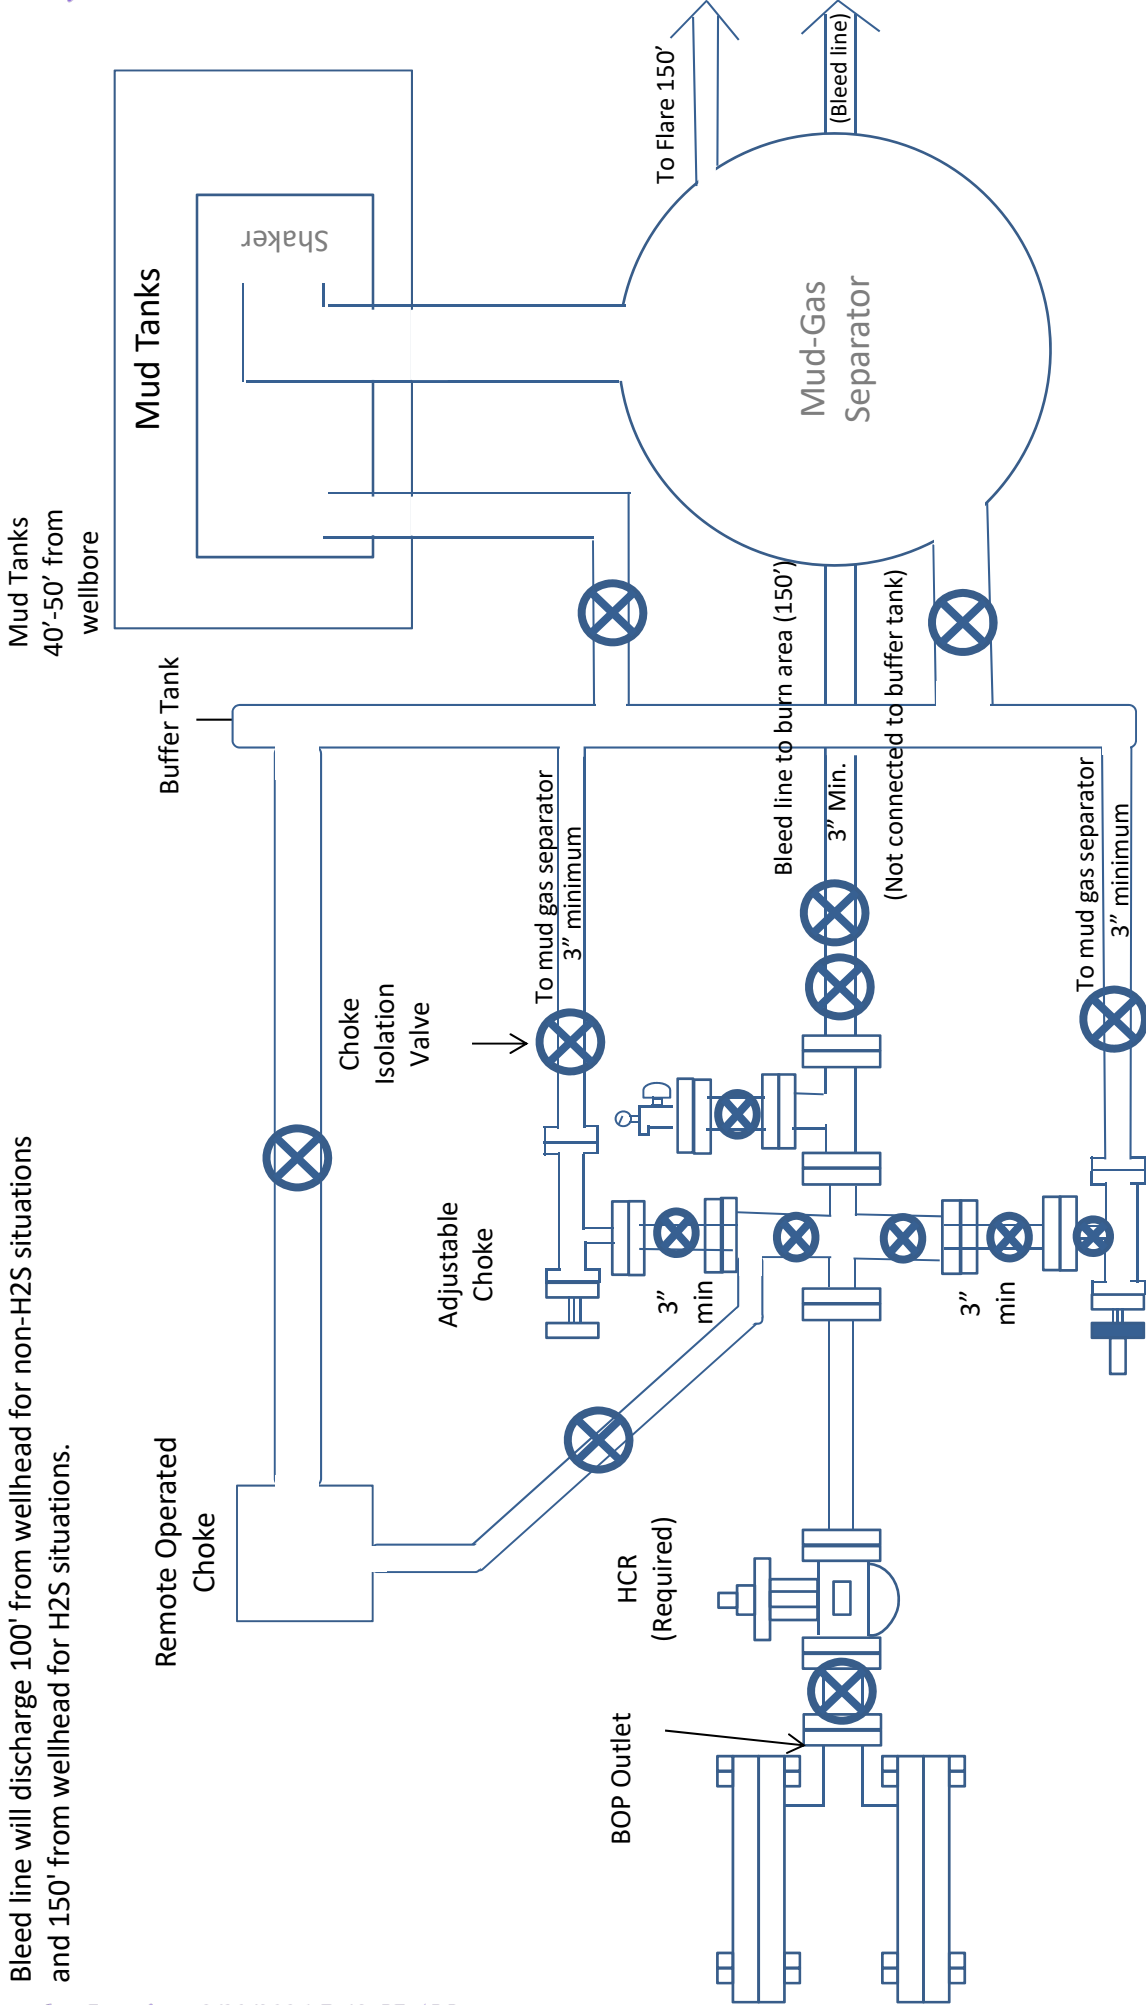 Bleed line will discharge 100' from wellhead for non-H2S situations
and 150' from wellhead for H2S situations.
Mud Tanks
40’-50’ from
wellbore
Mud Tanks
Shaker
Buffer Tank
Remote Operated
Choke
Choke
Isolation
Valve
Adjustable
Choke
To mud gas separator
3” minimum
To Flare 150’
(Bleed line)
Mud-Gas
Separator
Bleed line to burn area (150’)
3” Min.
(Not connected to buffer tank)
BOP Outlet
HCR
(Required)
3”
min
3”
min
To mud gas separator
3” minimum